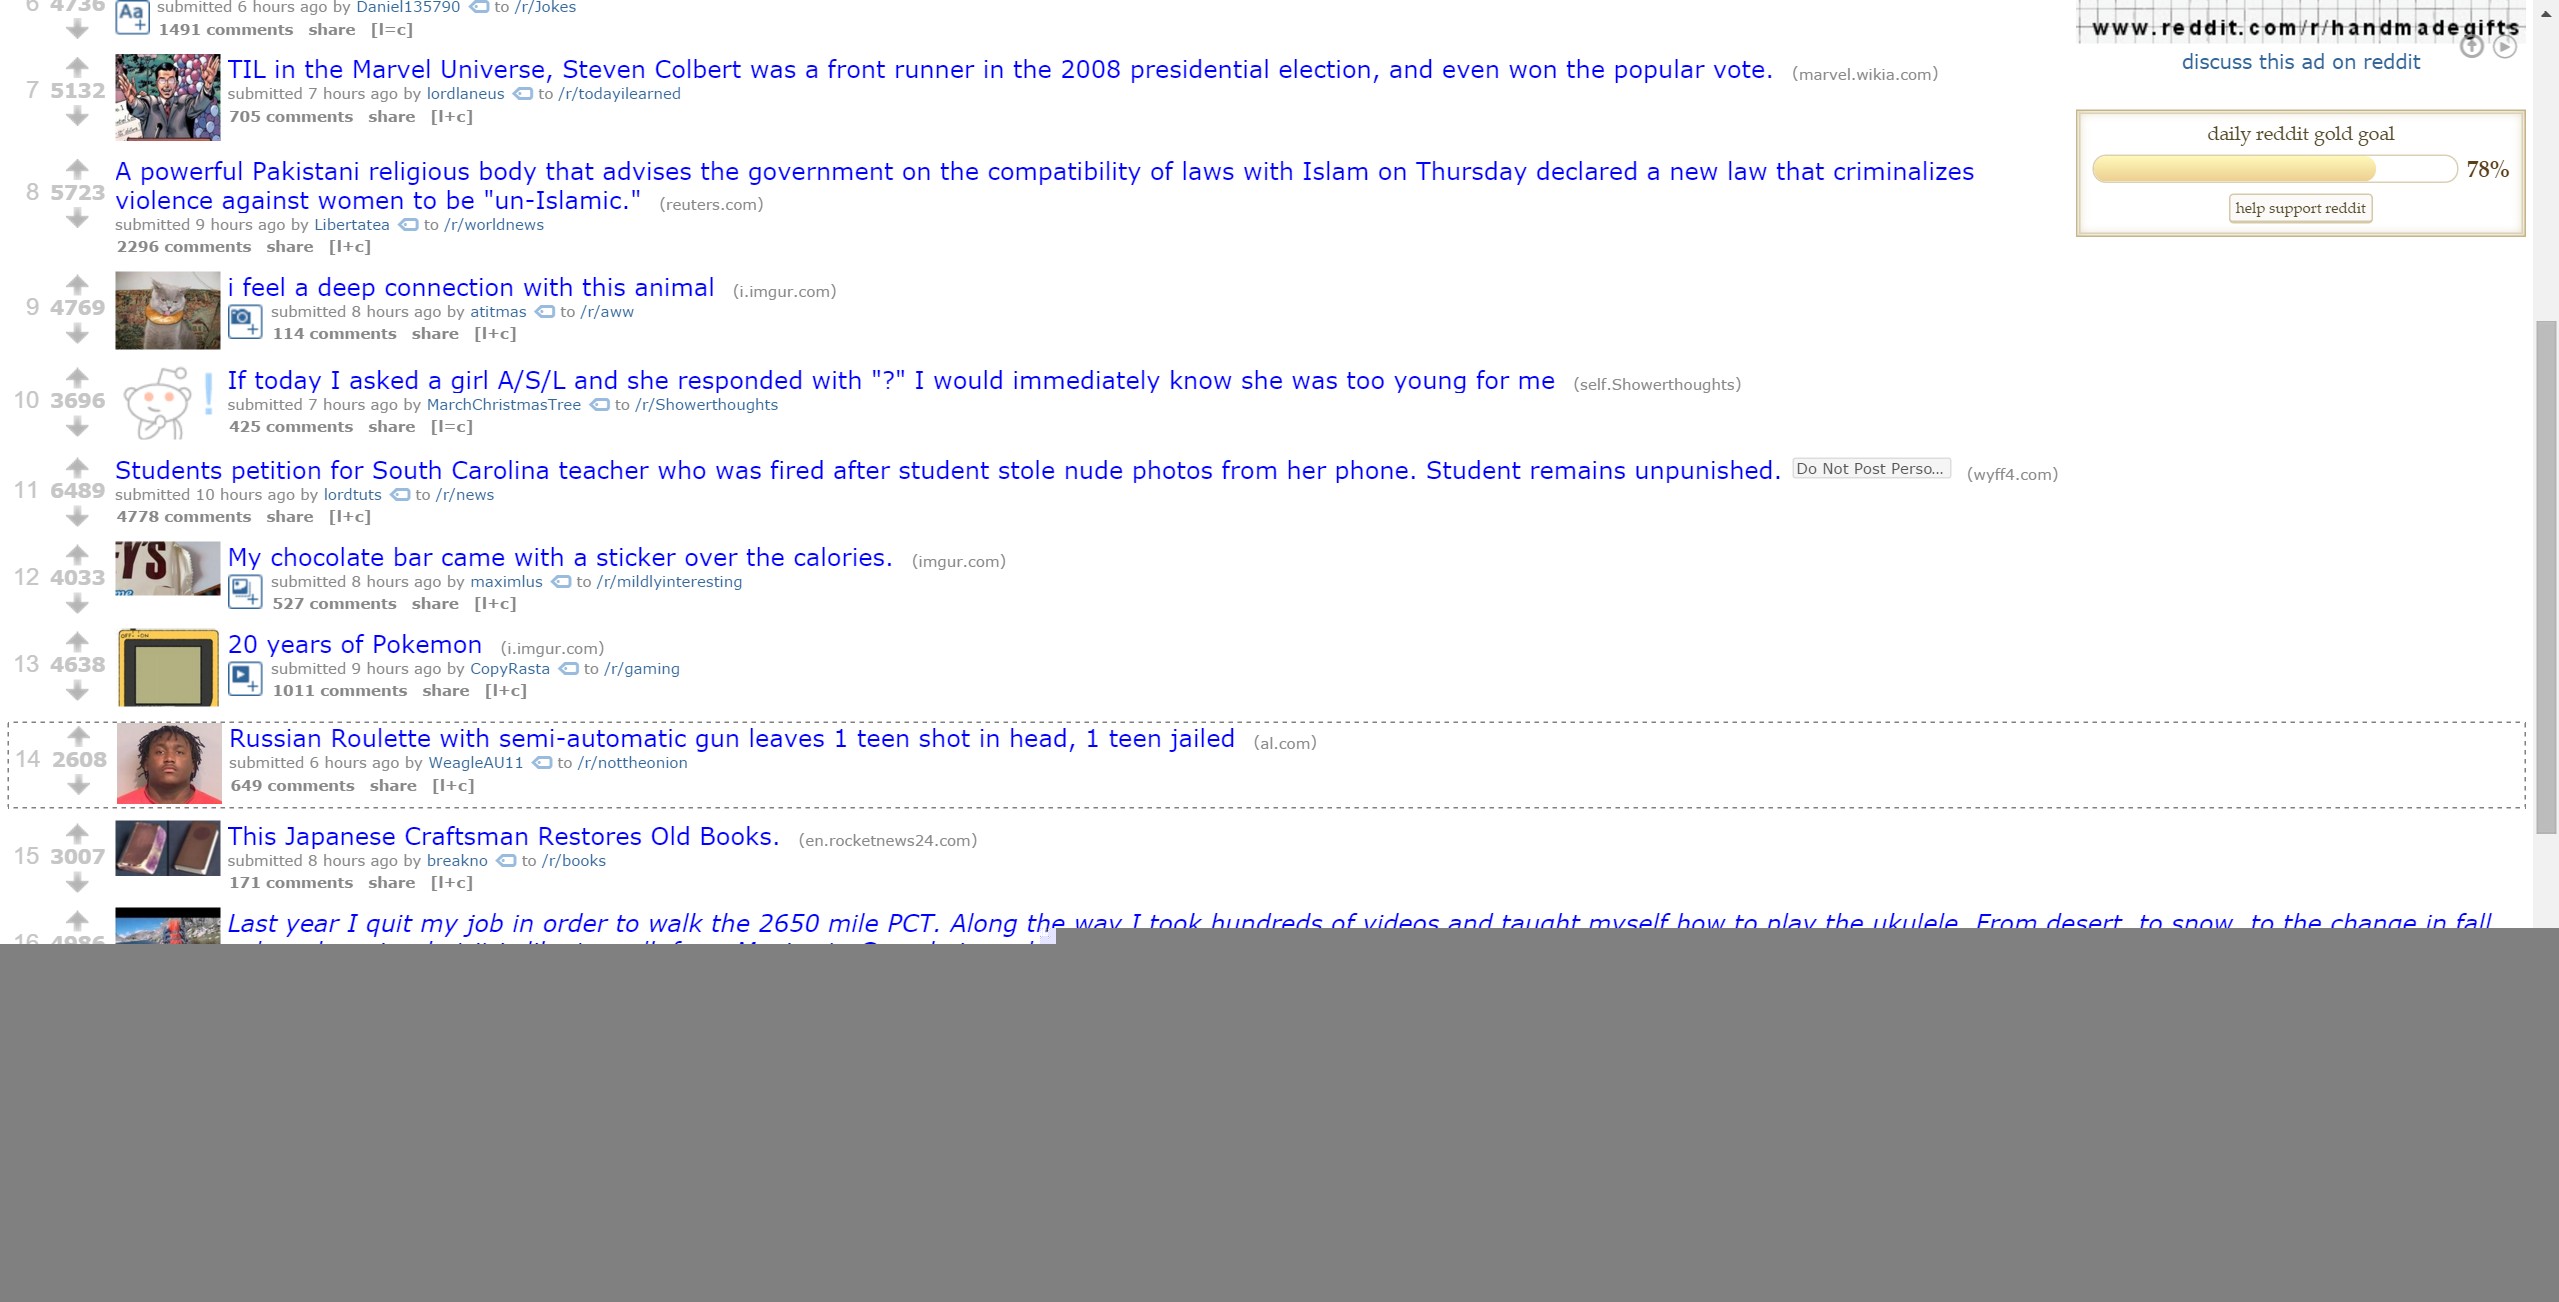 6 4736 Aa submitted 6 hours ago by Daniel135790 to /r/Jokes
1491 comments share [l=c]
www.reddit.com/r/handmadegifts
discuss this ad on reddit
TIL in the Marvel Universe, Steven Colbert was a front runner in the 2008 presidential election, and even won the popular vote. (marvel.wikia.com)
7 5132 submitted 7 hours ago by lordlaneus to /r/todayilearned
705 comments share [l+c]
daily reddit gold goal
78%
help support reddit
A powerful Pakistani religious body that advises the government on the compatibility of laws with Islam on Thursday declared a new law that criminalizes
8 5723 violence against women to be "un-Islamic." (reuters.com)
submitted 9 hours ago by Libertatea to /r/worldnews
2296 comments share [l+c]
i feel a deep connection with this animal (i.imgur.com)
9 4769 submitted 8 hours ago by atitmas to /r/aww
114 comments share [l+c]
If today I asked a girl A/S/L and she responded with "?" I would immediately know she was too young for me (self.Showerthoughts)
10 3696 submitted 7 hours ago by MarchChristmasTree to /r/Showerthoughts
425 comments share [l=c]
Students petition for South Carolina teacher who was fired after student stole nude photos from her phone. Student remains unpunished. Do Not Post Perso... (wyff4.com)
11 6489 submitted 10 hours ago by lordtuts to /r/news
4778 comments share [l+c]
My chocolate bar came with a sticker over the calories. (imgur.com)
12 4033 submitted 8 hours ago by maximlus to /r/mildlyinteresting
527 comments share [l+c]
20 years of Pokemon (i.imgur.com)
13 4638 submitted 9 hours ago by CopyRasta to /r/gaming
1011 comments share [l+c]
Russian Roulette with semi-automatic gun leaves 1 teen shot in head, 1 teen jailed (al.com)
14 2608 submitted 6 hours ago by WeagleAU11 to /r/nottheonion
649 comments share [l+c]
This Japanese Craftsman Restores Old Books. (en.rocketnews24.com)
15 3007 submitted 8 hours ago by breakno to /r/books
171 comments share [l+c]
Last year I quit my job in order to walk the 2650 mile PCT. Along the way I took hundreds of videos and taught myself how to play the ukulele. From desert, to snow, to the change in fall
16 4986